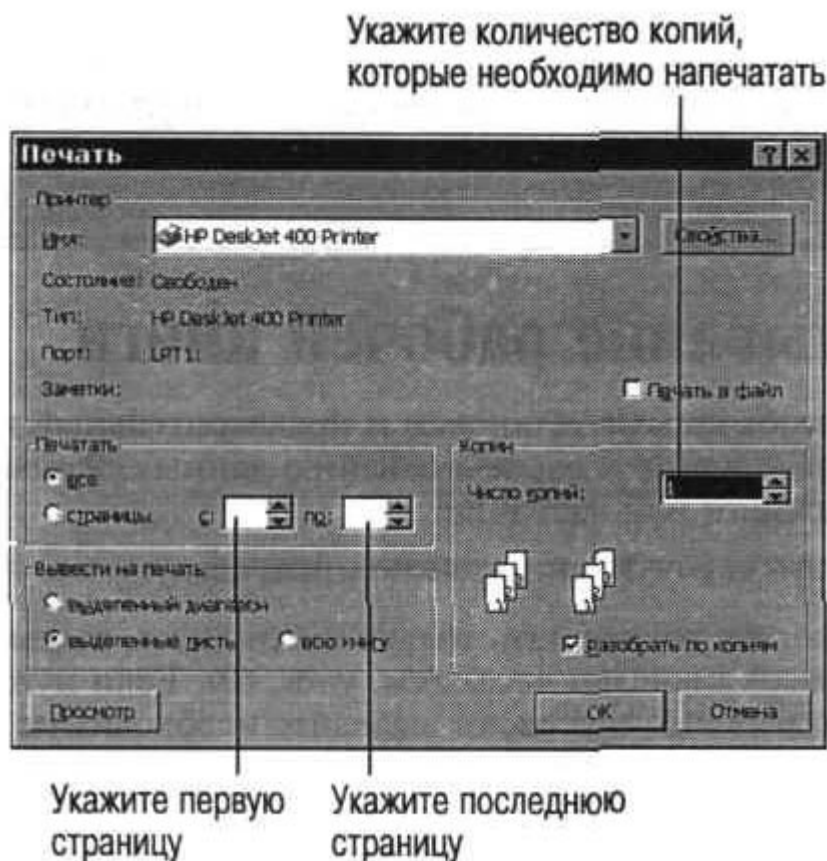 Укажите количество копий,
которые необходимо напечатать
Печать
Принтер
Имя: HP DeskJet 400 Printer Свойства...
Состояние: Свободен
Тип: HP DeskJet 400 Printer
Порт: LPT1:
Заметки: Печать в файл
Печатать
все
страницы с: по:
Копии
Число копий: 1
Вывести на печать
выделенный диапазон
выделенные листы всю книгу
разобрать по копиям
Просмотр OK Отмена
Укажите первую
страницу
Укажите последнюю
страницу